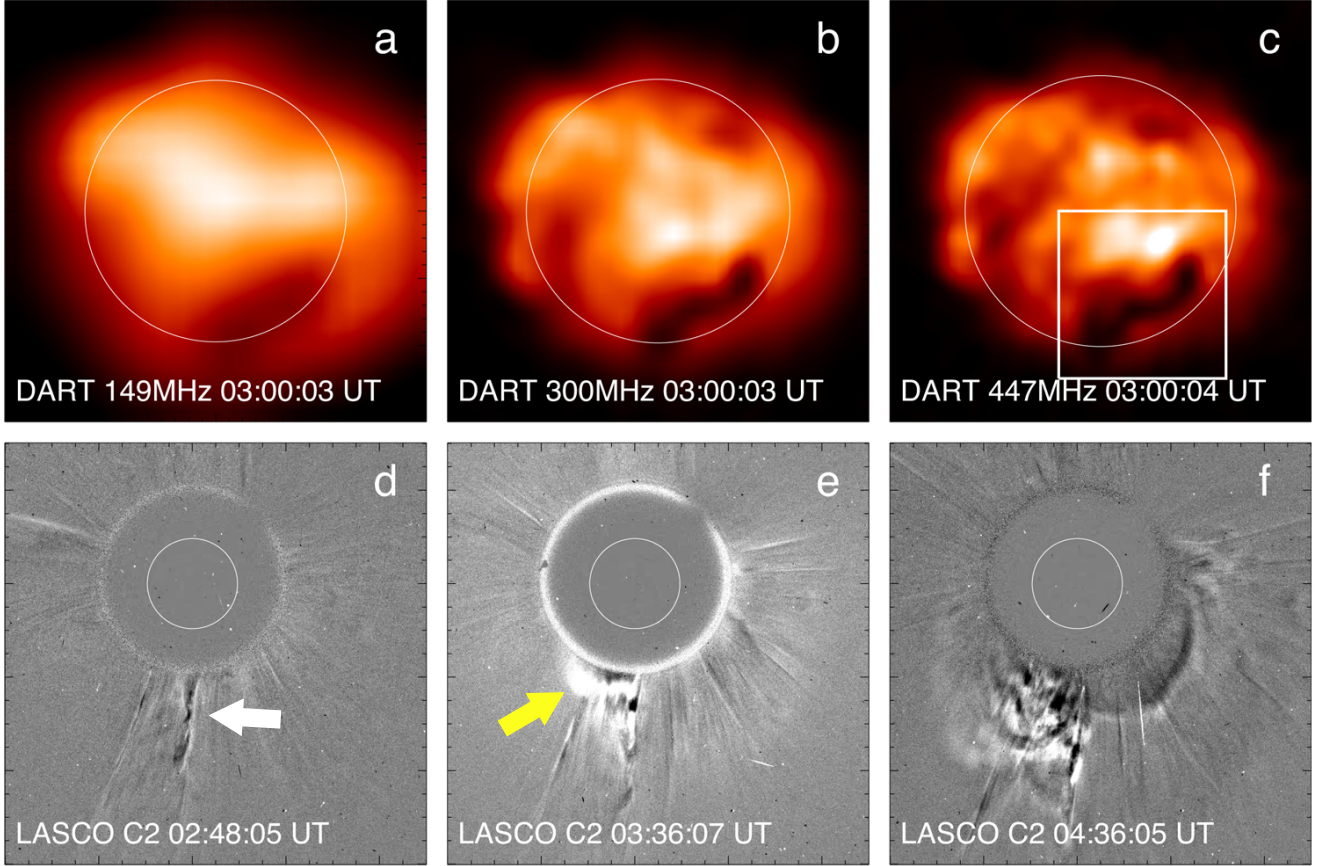 a
b
c
DART 149MHz 03:00:03 UT
DART 300MHz 03:00:03 UT
DART 447MHz 03:00:04 UT
d
e
f
LASCO C2 02:48:05 UT
LASCO C2 03:36:07 UT
LASCO C2 04:36:05 UT